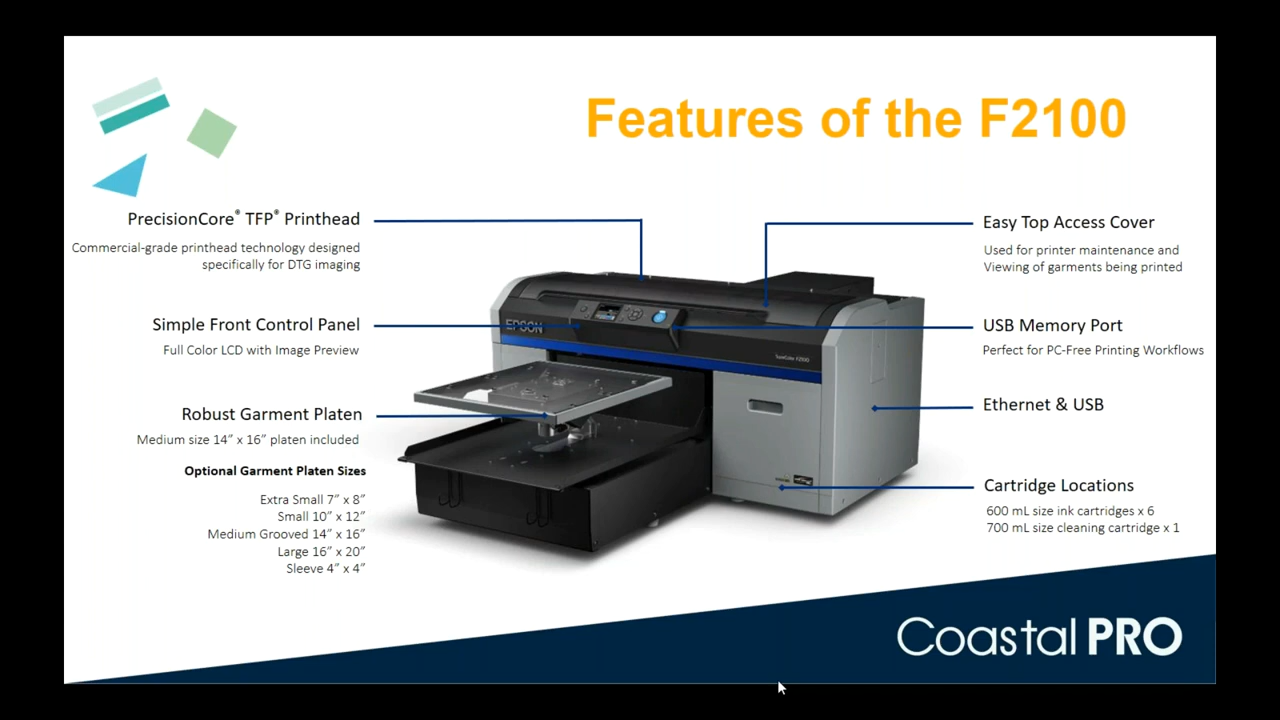 Features of the F2100
PrecisionCore® TFP® Printhead
Commercial-grade printhead technology designed
specifically for DTG imaging
Simple Front Control Panel
Full Color LCD with Image Preview
Robust Garment Platen
Medium size 14” x 16” platen included
Optional Garment Platen Sizes
Extra Small 7” x 8”
Small 10” x 12”
Medium Grooved 14” x 16”
Large 16” x 20”
Sleeve 4” x 4”
EPSON
SureColor F2100
Easy Top Access Cover
Used for printer maintenance and
Viewing of garments being printed
USB Memory Port
Perfect for PC-Free Printing Workflows
Ethernet & USB
Cartridge Locations
600 mL size ink cartridges x 6
700 mL size cleaning cartridge x 1
Coastal PRO